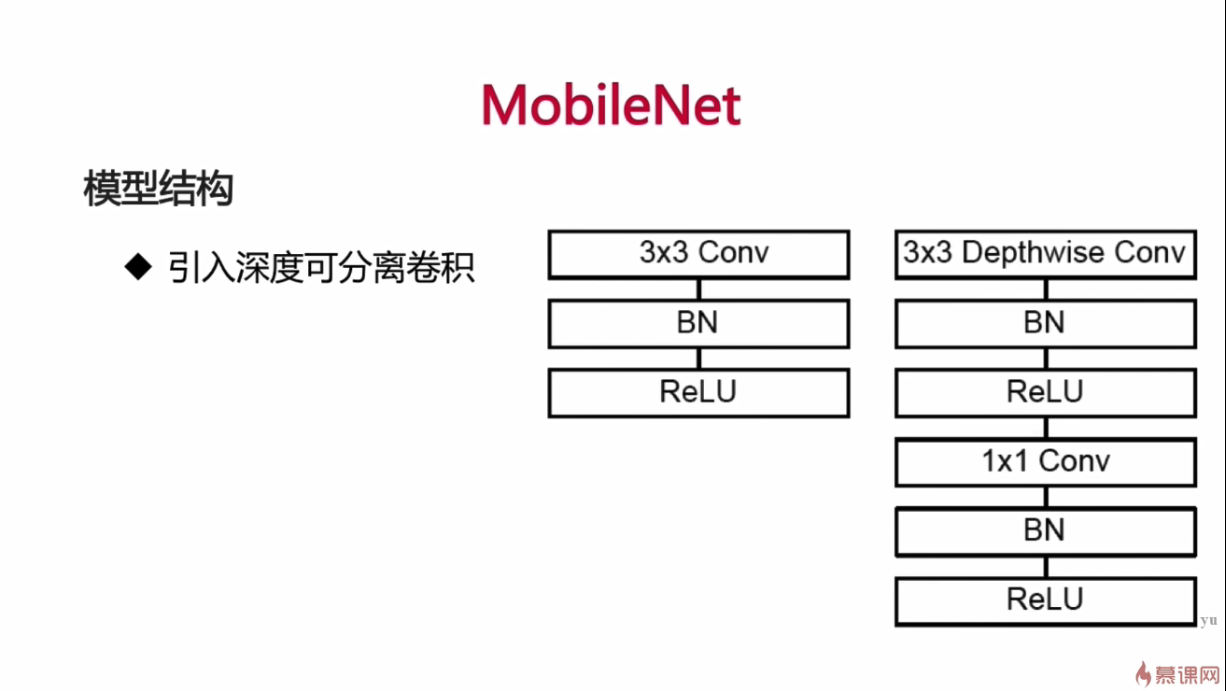 MobileNet
模型结构
◆ 引入深度可分离卷积
3x3 Conv
BN
ReLU
3x3 Depthwise Conv
BN
ReLU
1x1 Conv
BN
ReLU
yu
慕课网